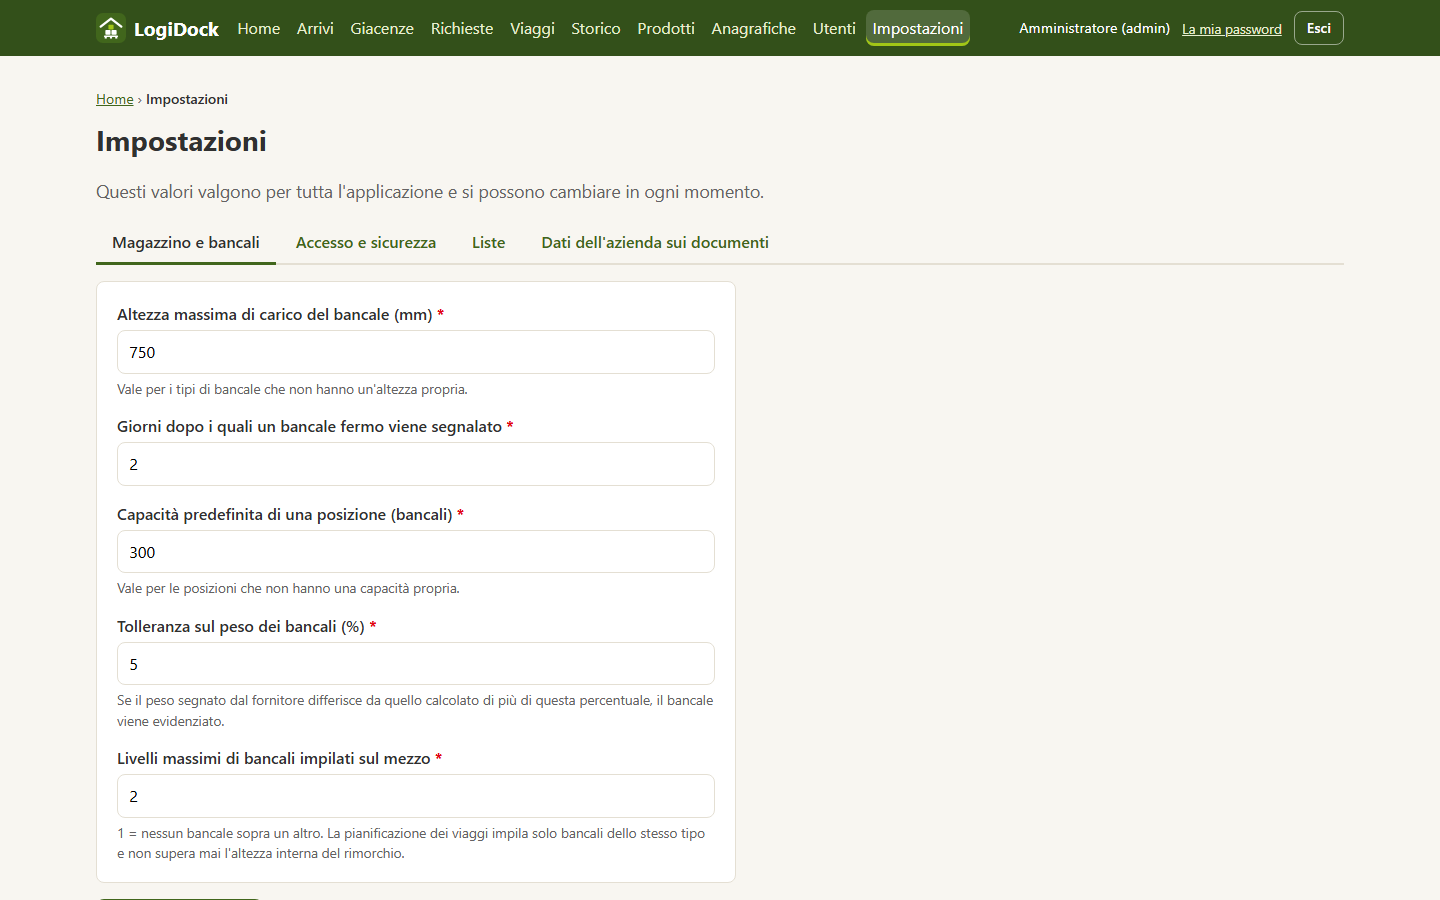 LogiDock Home Arrivi Giacenze Richieste Viaggi Storico Prodotti Anagrafiche Utenti Impostazioni Amministratore (admin) La mia password Esci
Home › Impostazioni
Impostazioni
Questi valori valgono per tutta l'applicazione e si possono cambiare in ogni momento.
Magazzino e bancali Accesso e sicurezza Liste Dati dell'azienda sui documenti
Altezza massima di carico del bancale (mm) *
750
Vale per i tipi di bancale che non hanno un'altezza propria.
Giorni dopo i quali un bancale fermo viene segnalato *
2
Capacità predefinita di una posizione (bancali) *
300
Vale per le posizioni che non hanno una capacità propria.
Tolleranza sul peso dei bancali (%) *
5
Se il peso segnato dal fornitore differisce da quello calcolato di più di questa percentuale, il bancale
viene evidenziato.
Livelli massimi di bancali impilati sul mezzo *
2
1 = nessun bancale sopra un altro. La pianificazione dei viaggi impila solo bancali dello stesso tipo
e non supera mai l'altezza interna del rimorchio.